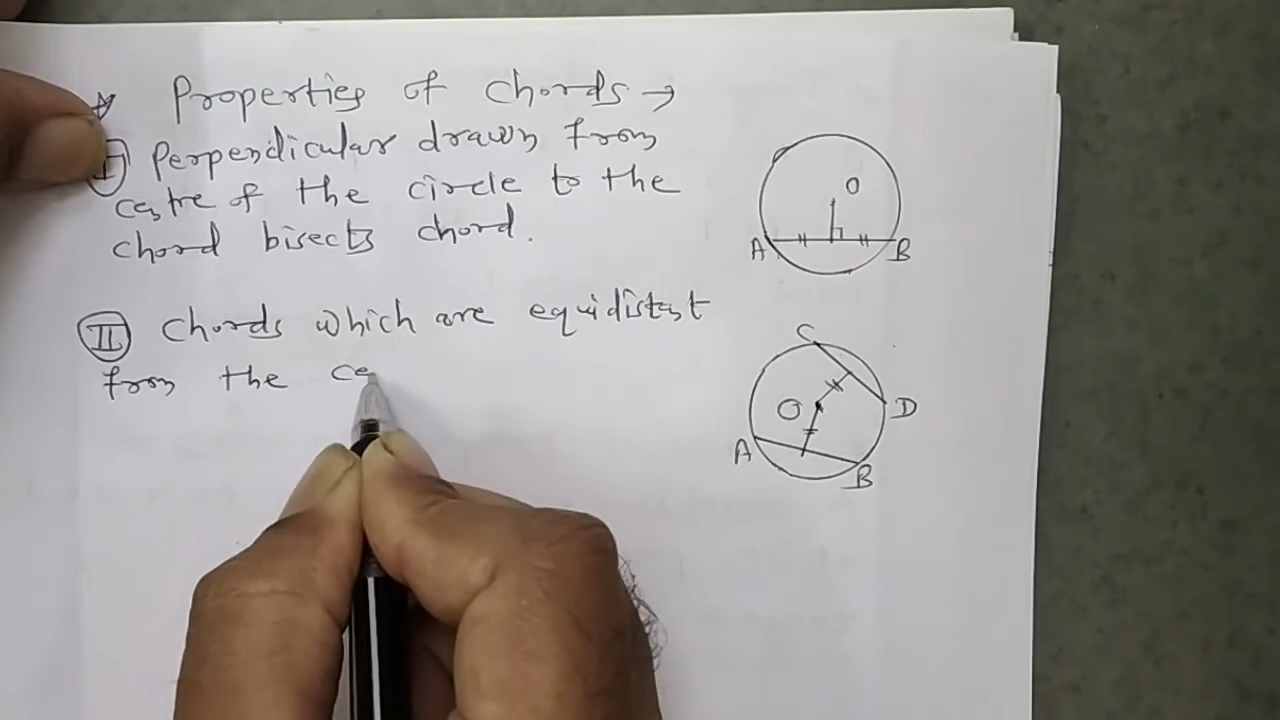 Properties of chords →
I Perpendicular drawn from
centre of the circle to the
chord bisects chord.
O
A B
II Chords which are equidistant
from the ce
C
O D
A
B